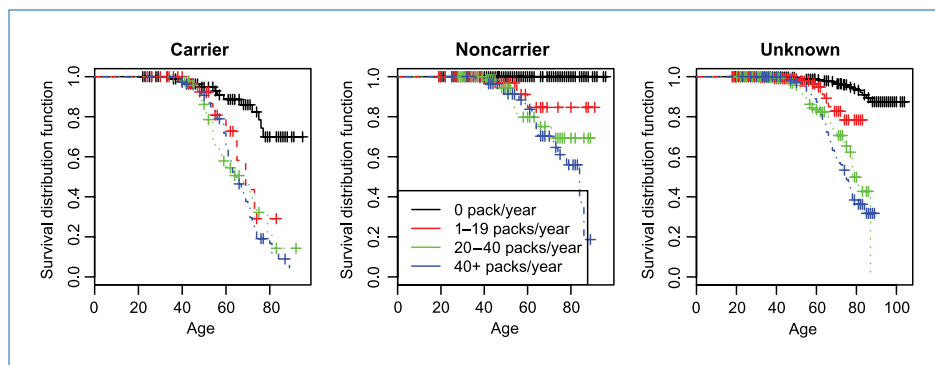 Carrier
Survival distribution function
0.0 0.2 0.4 0.6 0.8 1.0
0 20 40 60 80
Age
Noncarrier
Survival distribution function
0.0 0.2 0.4 0.6 0.8 1.0
0 pack/year
1–19 packs/year
20–40 packs/year
40+ packs/year
0 20 40 60 80
Age
Unknown
Survival distribution function
0.0 0.2 0.4 0.6 0.8 1.0
0 20 40 60 80 100
Age